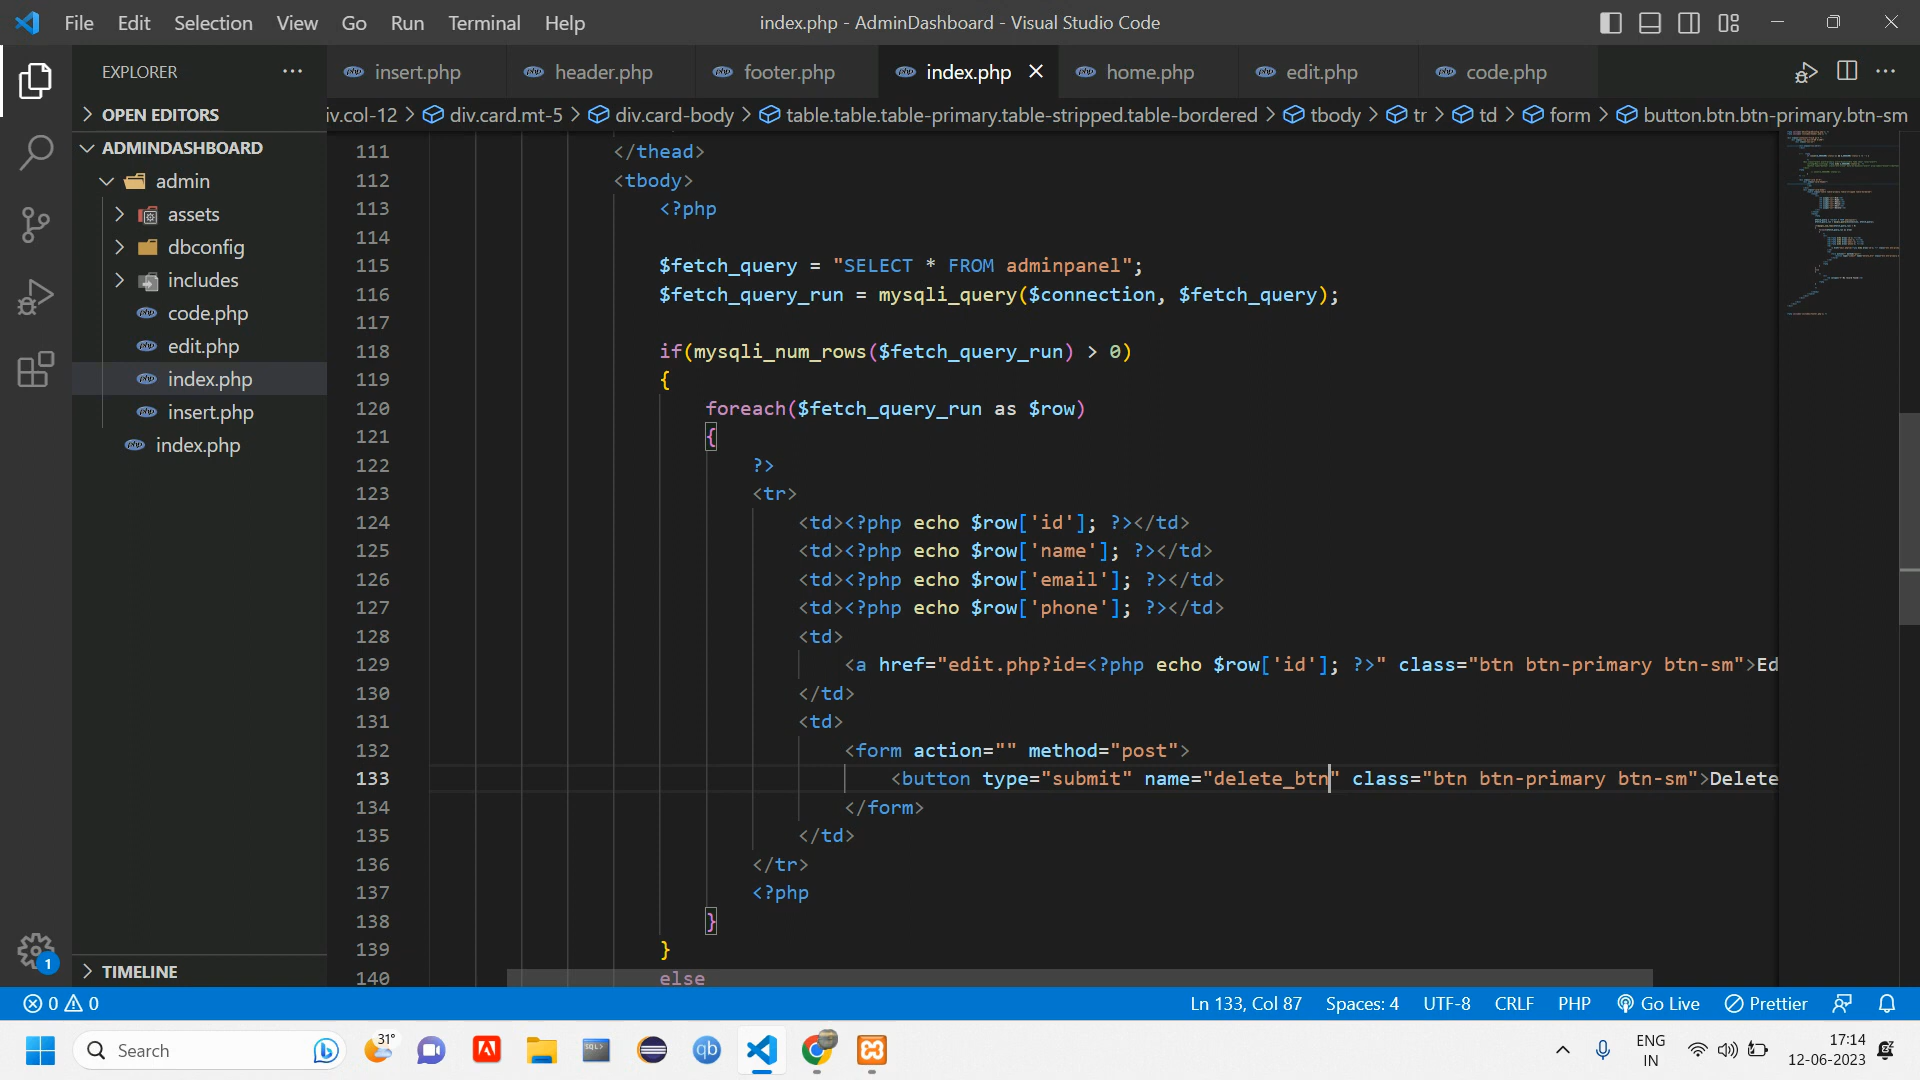 File Edit Selection View Go Run Terminal Help
index.php - AdminDashboard - Visual Studio Code
EXPLORER
insert.php header.php footer.php index.php home.php edit.php code.php
OPEN EDITORS
iv.col-12 > div.card.mt-5 > div.card-body > table.table.table-primary.table-stripped.table-bordered > tbody > tr > td > form > button.btn.btn-primary.btn-sm
ADMINDASHBOARD
admin
assets
dbconfig
includes
code.php
edit.php
index.php
insert.php
index.php
TIMELINE
111 </thead>
112 <tbody>
113 <?php
114
115 $fetch_query = "SELECT * FROM adminpanel";
116 $fetch_query_run = mysqli_query($connection, $fetch_query);
117
118 if(mysqli_num_rows($fetch_query_run) > 0)
119 {
120 foreach($fetch_query_run as $row)
121 {
122 ?>
123 <tr>
124 <td><?php echo $row['id']; ?></td>
125 <td><?php echo $row['name']; ?></td>
126 <td><?php echo $row['email']; ?></td>
127 <td><?php echo $row['phone']; ?></td>
128 <td>
129 <a href="edit.php?id=<?php echo $row['id']; ?>" class="btn btn-primary btn-sm">Ed
130 </td>
131 <td>
132 <form action="" method="post">
133 <button type="submit" name="delete_btn" class="btn btn-primary btn-sm">Delete
134 </form>
135 </td>
136 </tr>
137 <?php
138 }
139 }
140 else
1
0 0
Ln 133, Col 87 Spaces: 4 UTF-8 CRLF PHP Go Live Prettier
Search
31°
SQL>
qb
ENG
IN
17:14
12-06-2023